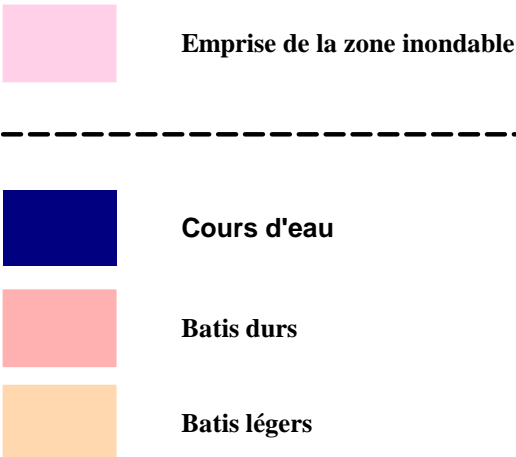 Emprise de la zone inondable
Cours d'eau
Batis durs
Batis légers